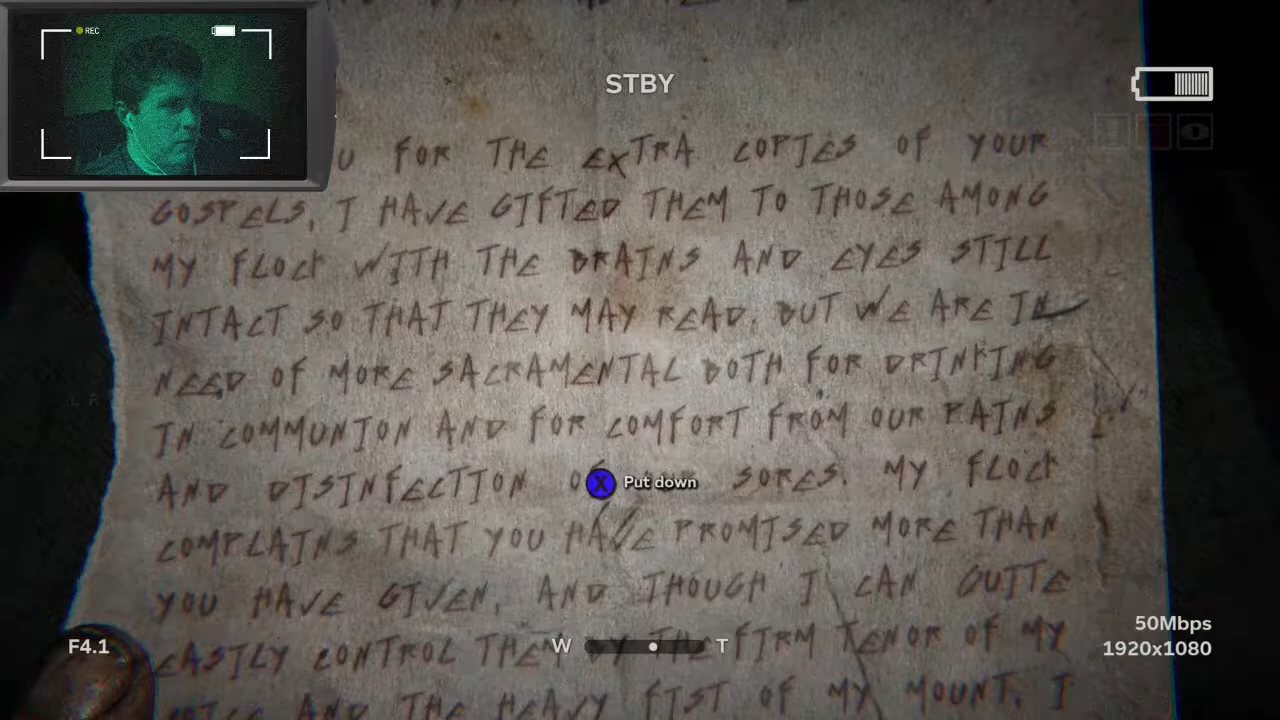 REC
STBY
U FOR THE EXTRA COPIES OF YOUR
GOSPELS, I HAVE GIFTED THEM TO THOSE AMONG
MY FLOCK WITH THE BRAINS AND EYES STILL
INTACT SO THAT THEY MAY READ. BUT WE ARE IN
NEED OF MORE SACRAMENTAL BOTH FOR DRINKING
IN COMMUNION AND FOR COMFORT FROM OUR PAINS
AND DISINFECTION SORES. MY FLOCK
X Put down
COMPLAINS THAT YOU HAVE PROMISED MORE THAN
YOU HAVE GIVEN, AND THOUGH I CAN QUITE
EASILY CONTROL THEM BY THE FIRM TENOR OF MY
F4.1
W T
50Mbps
1920x1080
AND THE HEAVY FIST OF MY MOUNT, I